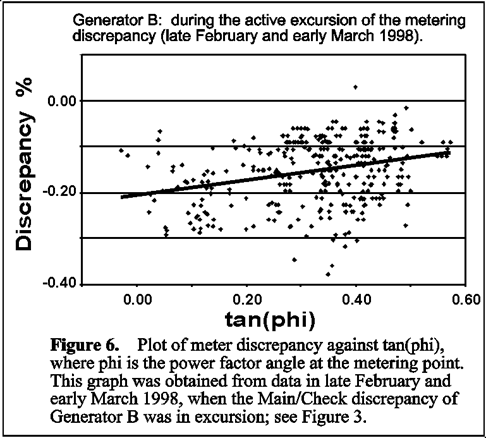 Generator B:  during the active excursion of the metering
discrepancy (late February and early March 1998).
Discrepancy %
0.00
-0.20
-0.40
0.00 0.20 0.40 0.60
tan(phi)
Figure 6.   Plot of meter discrepancy against tan(phi),
where phi is the power factor angle at the metering point.
This graph was obtained from data in late February and
early March 1998, when the Main/Check discrepancy of
Generator B was in excursion; see Figure 3.